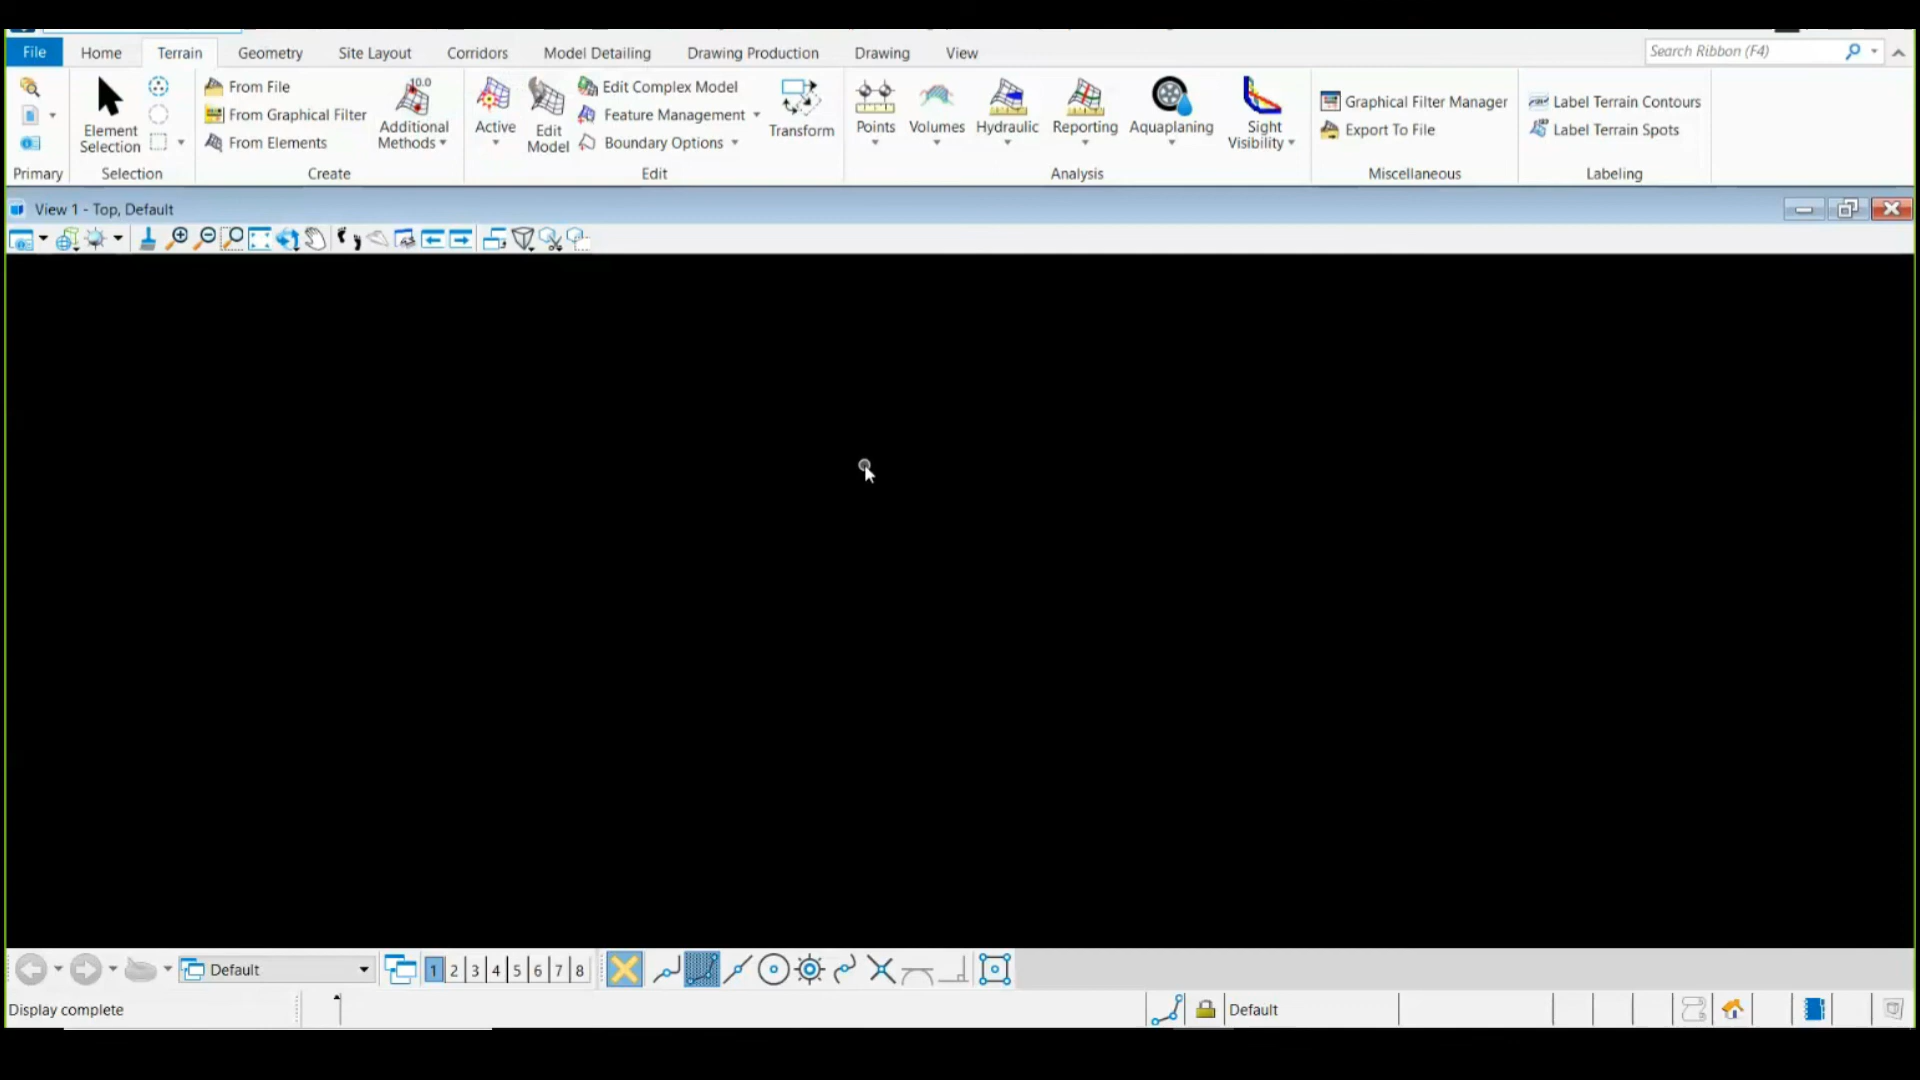 File Home Terrain Geometry Site Layout Corridors Model Detailing Drawing Production Drawing View Search Ribbon (F4)
Element Selection
From File
From Graphical Filter
From Elements
10.0
Additional Methods
Active
Edit Model
Edit Complex Model
Feature Management
Boundary Options
Transform
Points
Volumes
Hydraulic
Reporting
Aquaplaning
Sight Visibility
Graphical Filter Manager
Export To File
Label Terrain Contours
Label Terrain Spots
Primary Selection Create Edit Analysis Miscellaneous Labeling
View 1 - Top, Default
Default 1 2 3 4 5 6 7 8
Display complete Default